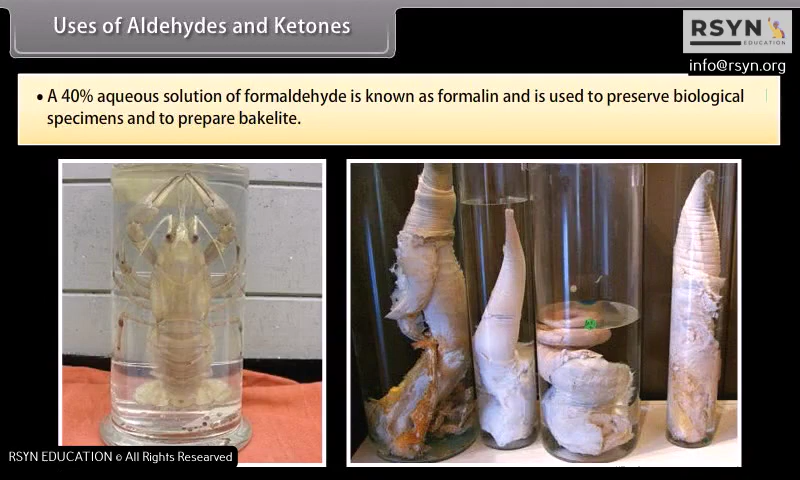 Uses of Aldehydes and Ketones
RSYN
EDUCATION
info@rsyn.org
• A 40% aqueous solution of formaldehyde is known as formalin and is used to preserve biological
specimens and to prepare bakelite.
RSYN EDUCATION © All Rights Researved